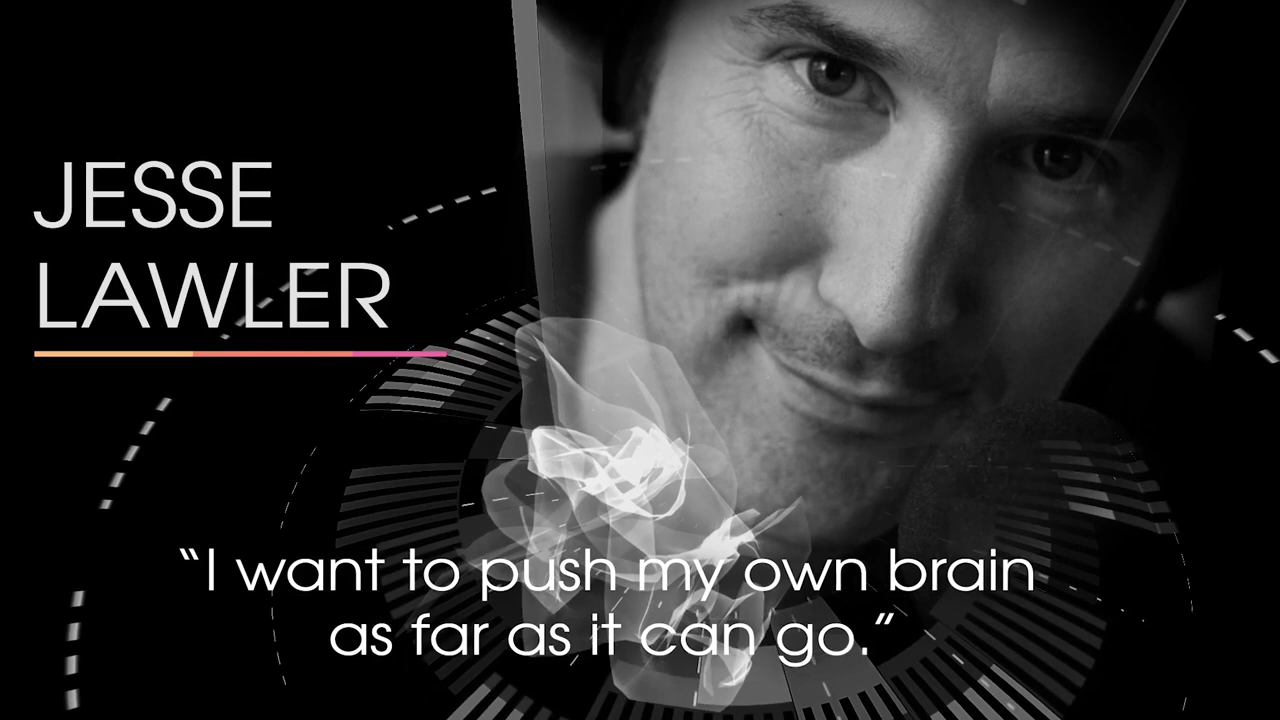 JESSE
LAWLER
“I want to push my own brain
as far as it can go.”